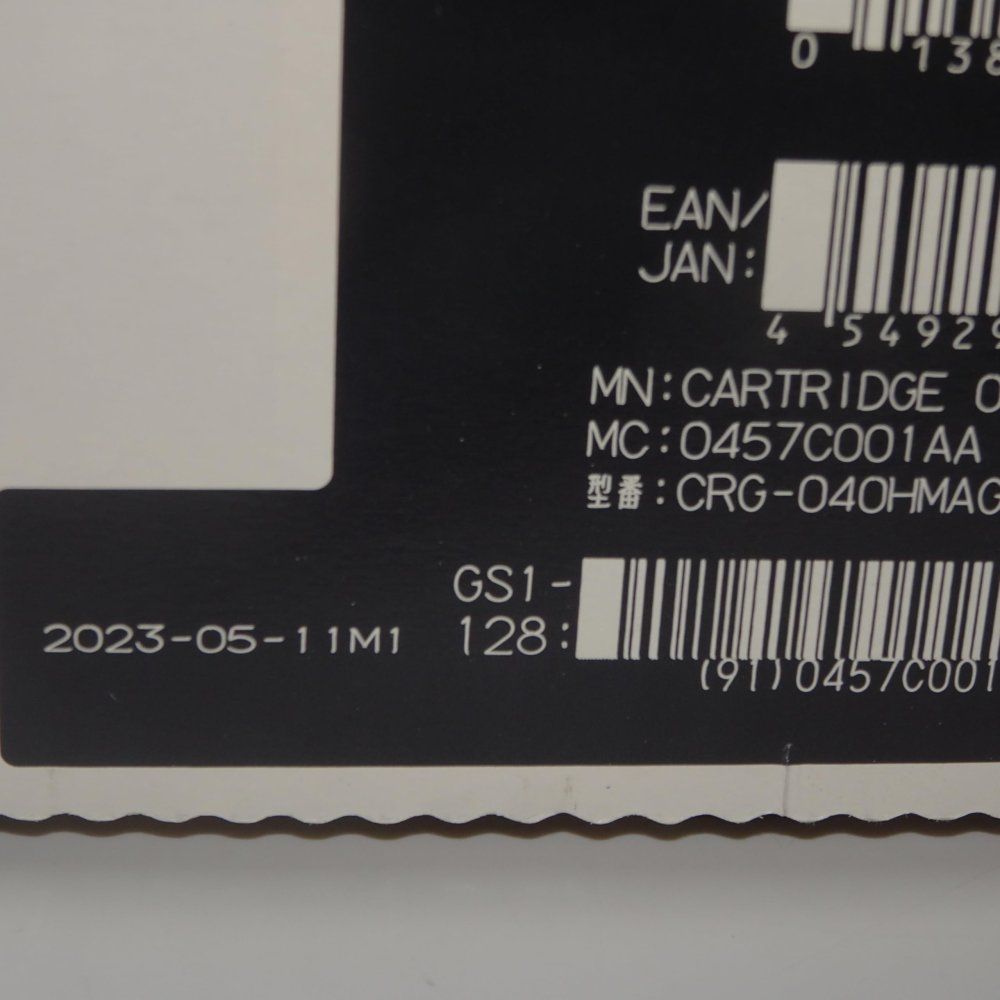 0 138
EAN/
JAN:
4 54929
MN:CARTRIDGE 0
MC:0457C001AA
型番:CRG-040HMAG
GS1-
128:
2023-05-11M1
(91)0457C001